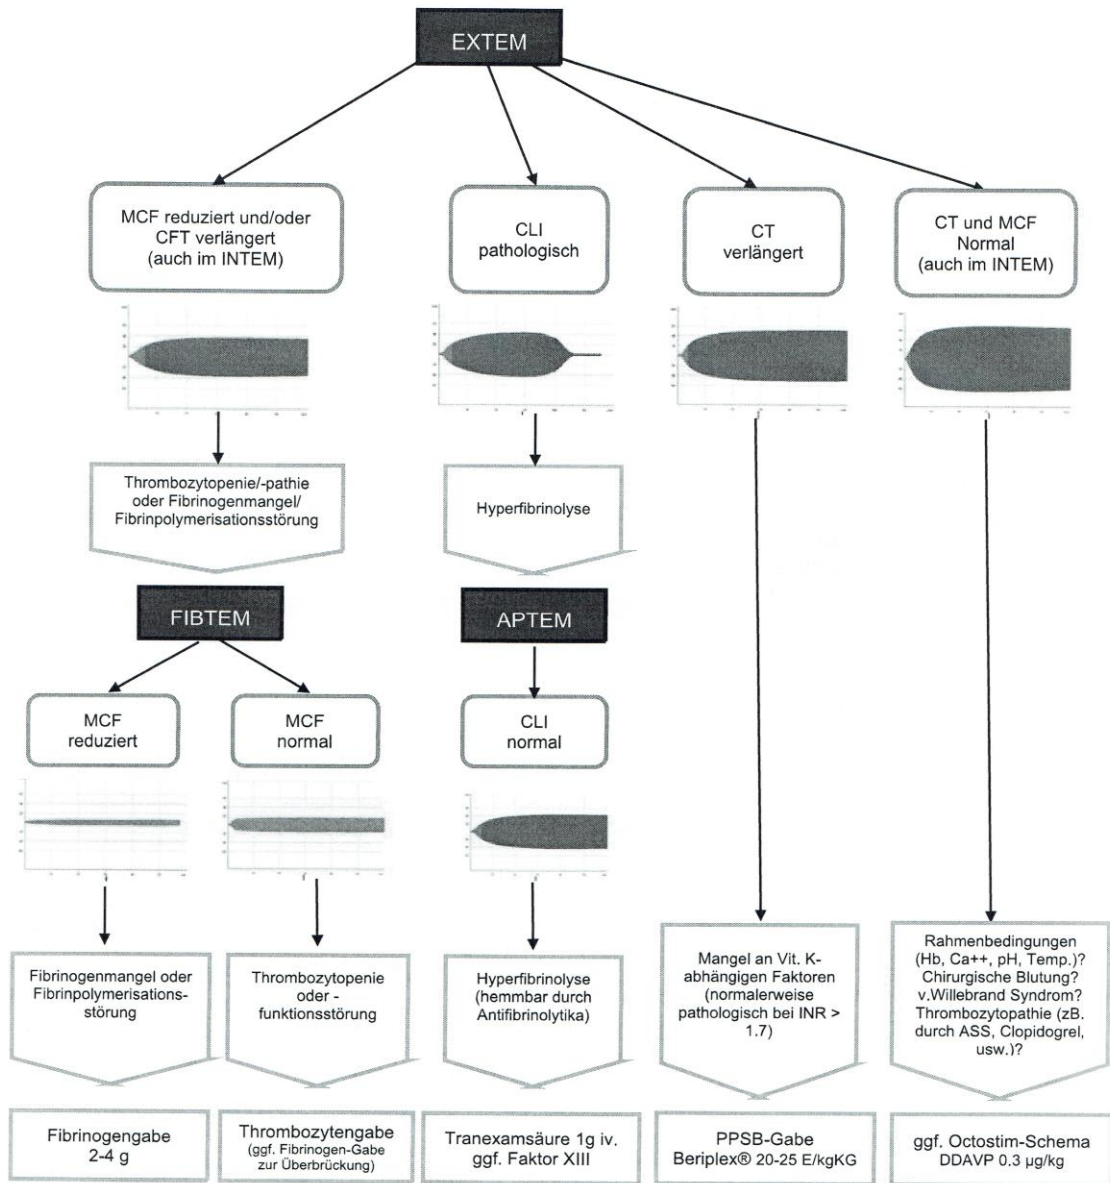 EXTEM
MCF reduziert und/oder
CFT verlängert
(auch im INTEM)
CLI
pathologisch
CT
verlängert
CT und MCF
Normal
(auch im INTEM)
Thrombozytopenie/-pathie
oder Fibrinogenmangel/
Fibrinpolymerisationsstörung
Hyperfibrinolyse
FIBTEM
APTEM
MCF
reduziert
MCF
normal
CLI
normal
Fibrinogenmangel oder
Fibrinpolymerisations-
störung
Thrombozytopenie
oder -
funktionsstörung
Hyperfibrinolyse
(hemmbar durch
Antifibrinolytika)
Mangel an Vit. K-
abhängigen Faktoren
(normalerweise
pathologisch bei INR >
1.7)
Rahmenbedingungen
(Hb, Ca++, pH, Temp.)?
Chirurgische Blutung?
v.Willebrand Syndrom?
Thrombozytopathie (zB.
durch ASS, Clopidogrel,
usw.)?
Fibrinogengabe
2-4 g
Thrombozytengabe
(ggf. Fibrinogen-Gabe
zur Überbrückung)
Tranexamsäure 1g iv.
ggf. Faktor XIII
PPSB-Gabe
Beriplex® 20-25 E/kgKG
ggf. Octostim-Schema
DDAVP 0.3 µg/kg